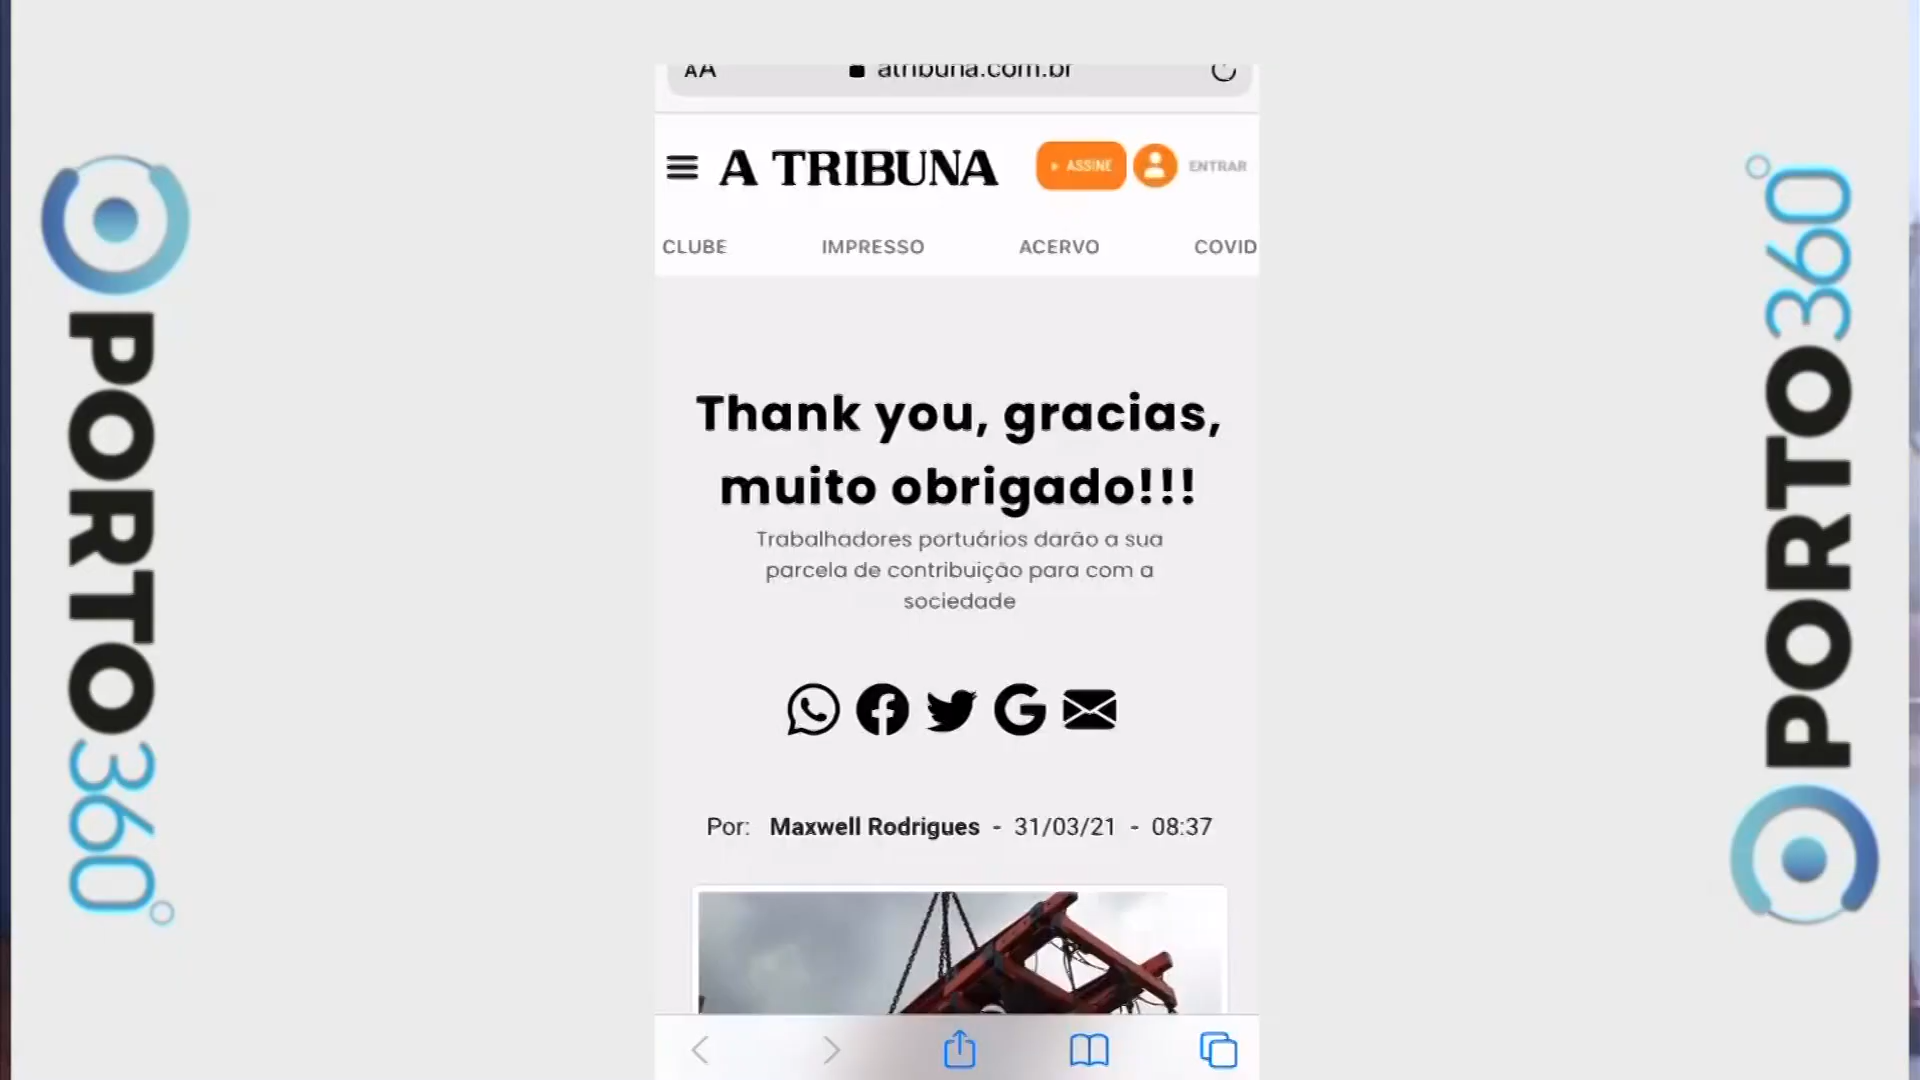 AA atribuna.com.br
A TRIBUNA
ASSINE
ENTRAR
CLUBE IMPRESSO ACERVO COVID
Thank you, gracias,
muito obrigado!!!
Trabalhadores portuários darão a sua
parcela de contribuição para com a
sociedade
Por: Maxwell Rodrigues - 31/03/21 - 08:37
PORTO360°
PORTO360°